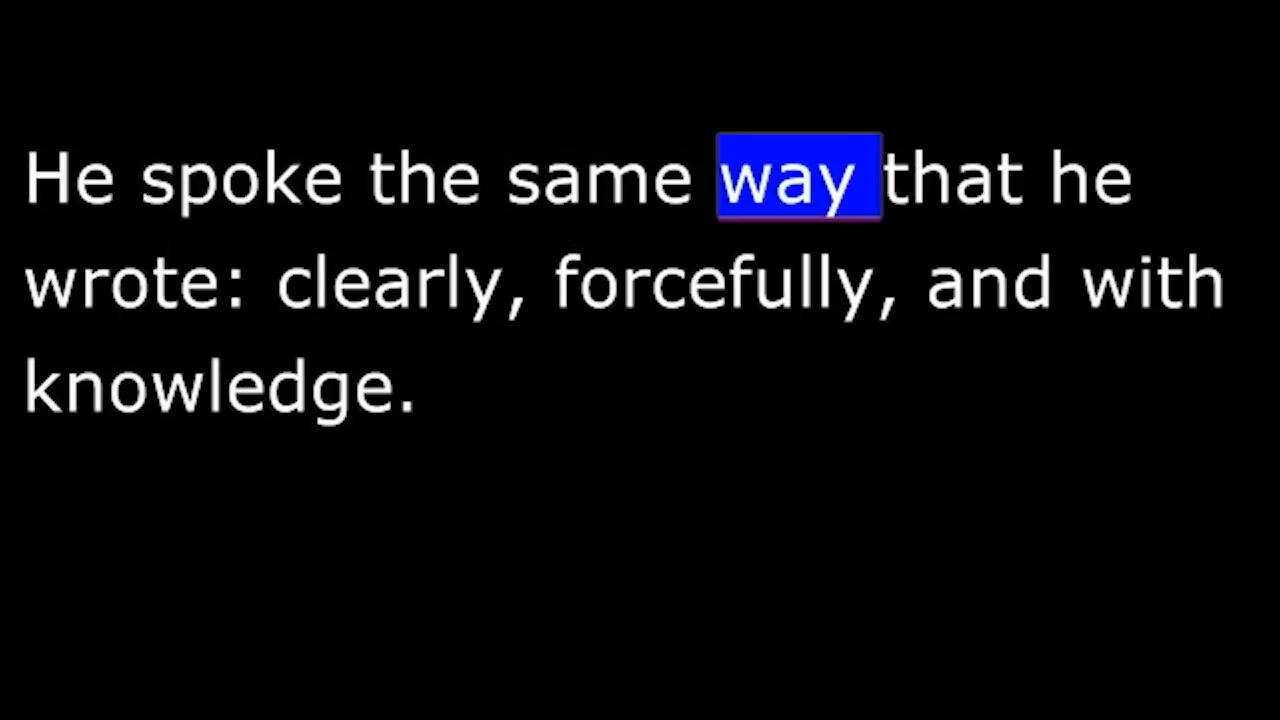 He spoke the same way that he
wrote: clearly, forcefully, and with
knowledge.